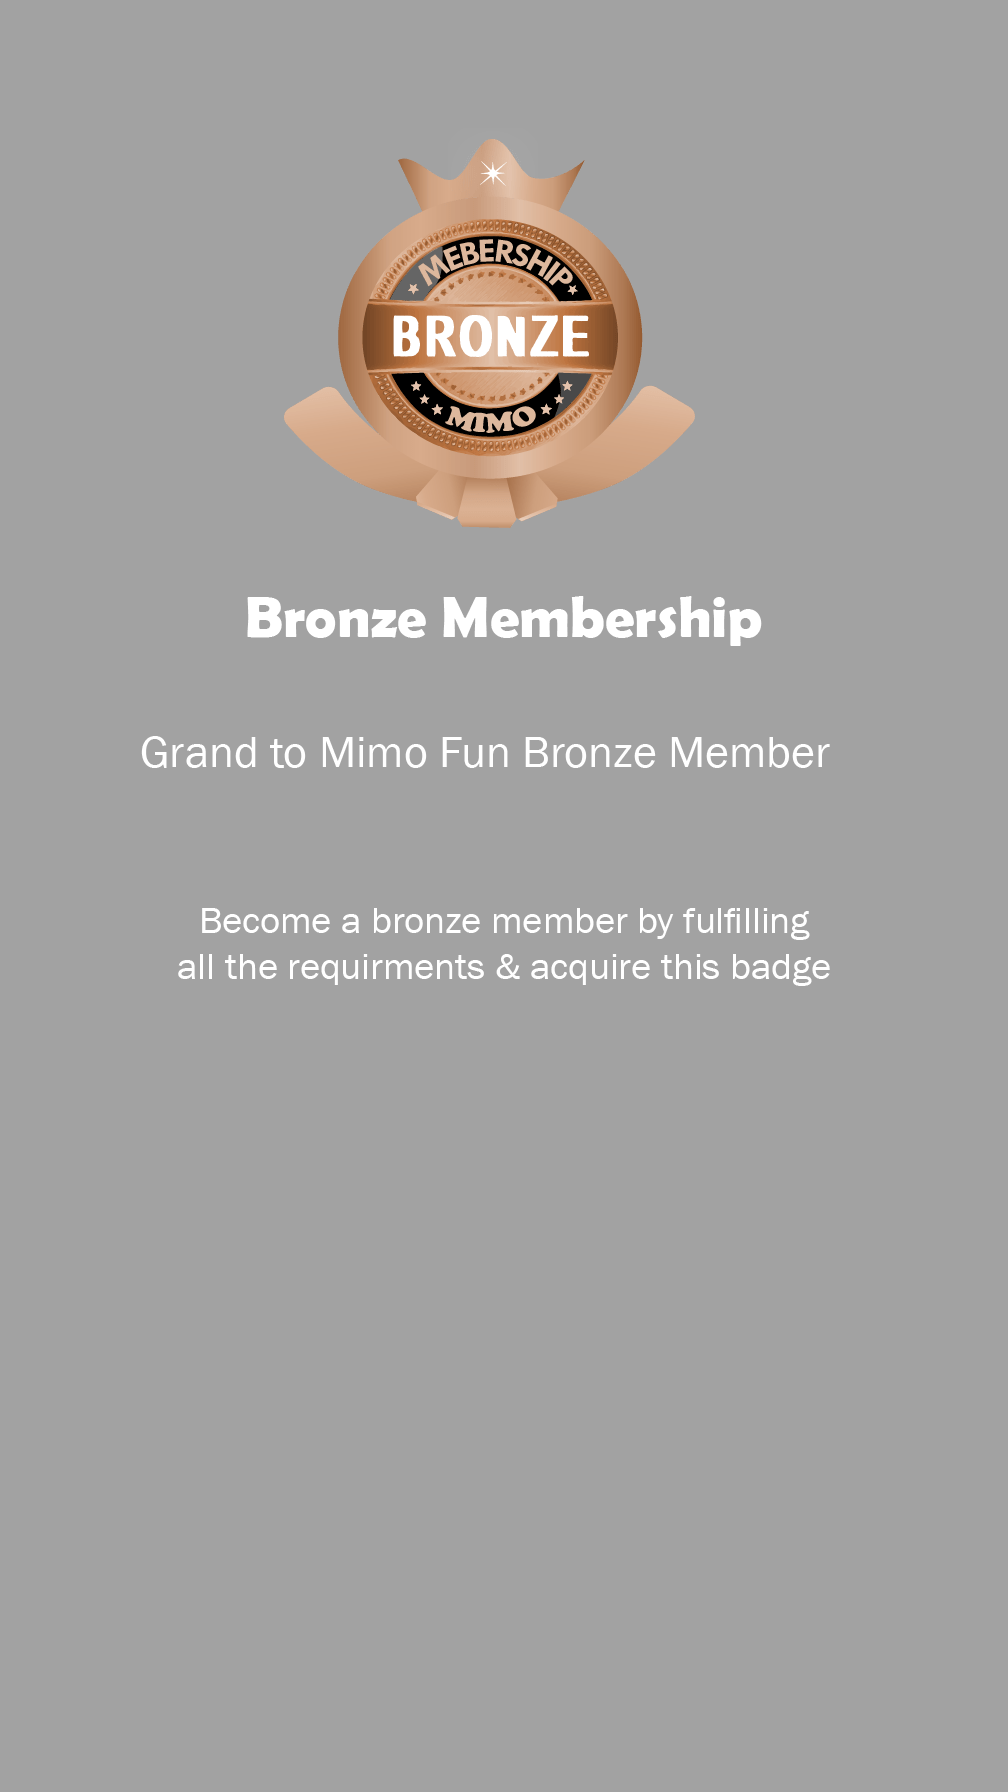 MEBERSHIP
BRONZE
MIMO
Bronze Membership
Grand to Mimo Fun Bronze Member
Become a bronze member by fulfilling
all the requirments & acquire this badge